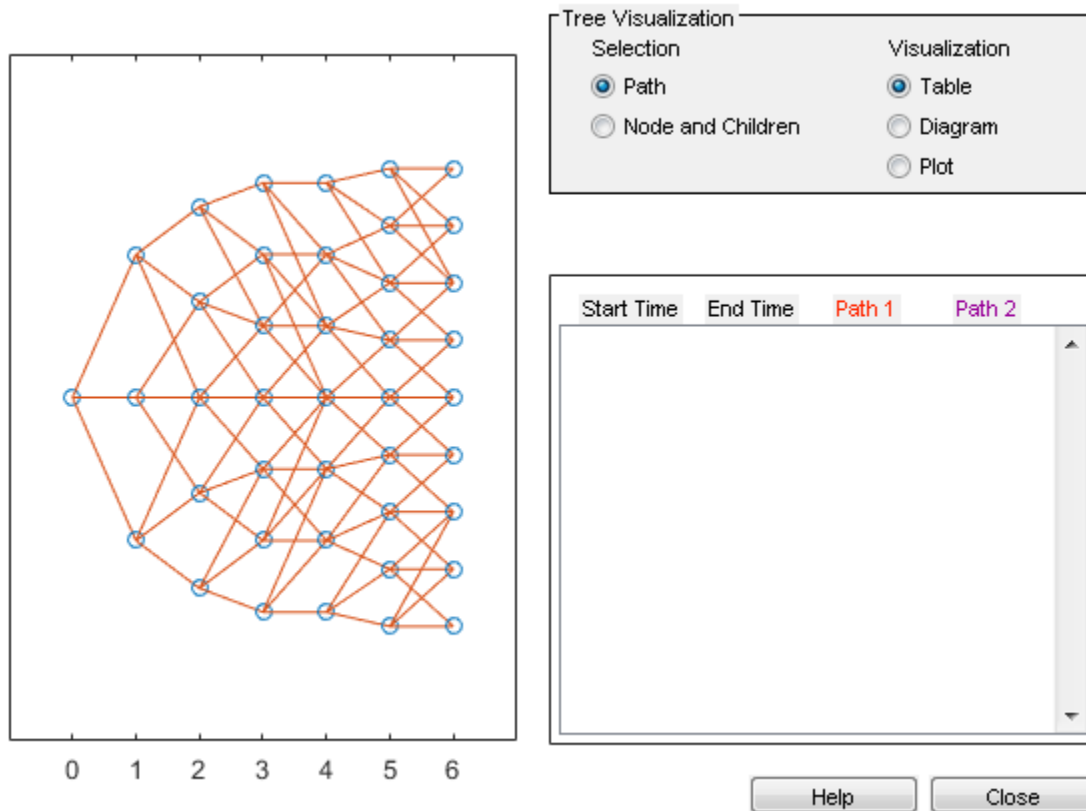 Tree Visualization
Selection Visualization
Path Table
Node and Children Diagram
Plot
Start Time End Time Path 1 Path 2
0 1 2 3 4 5 6
Help Close